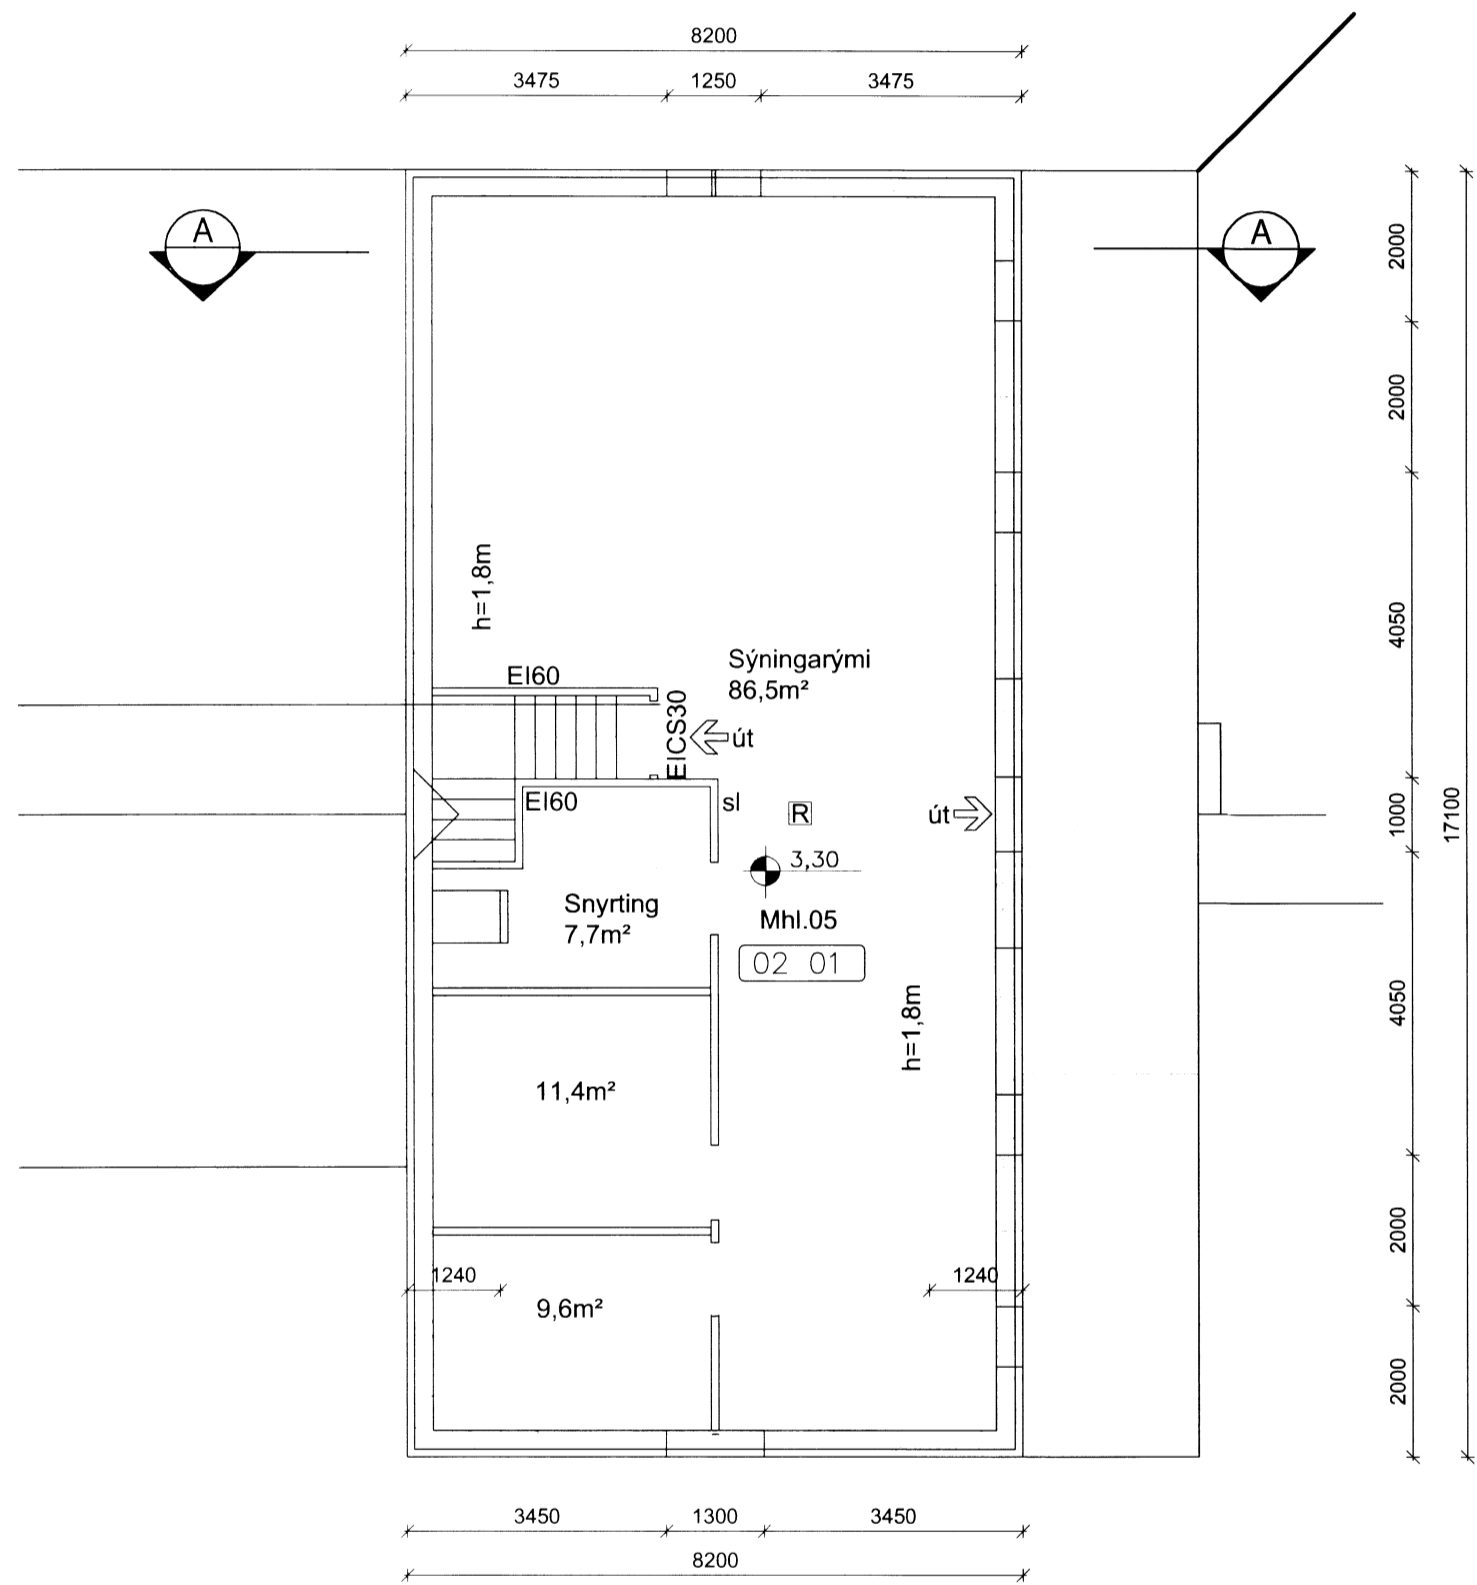 8200
3475 1250 3475
A
A
2000
2000
4050
1000
4050
2000
2000
17100
h=1,8m
EI60
EICS30
Sýningarými
86,5m²
út
EI60
sl
R
út
3,30
Snyrting
7,7m²
Mhl.05
02 01
h=1,8m
11,4m²
1240
1240
9,6m²
3450 1300 3450
8200